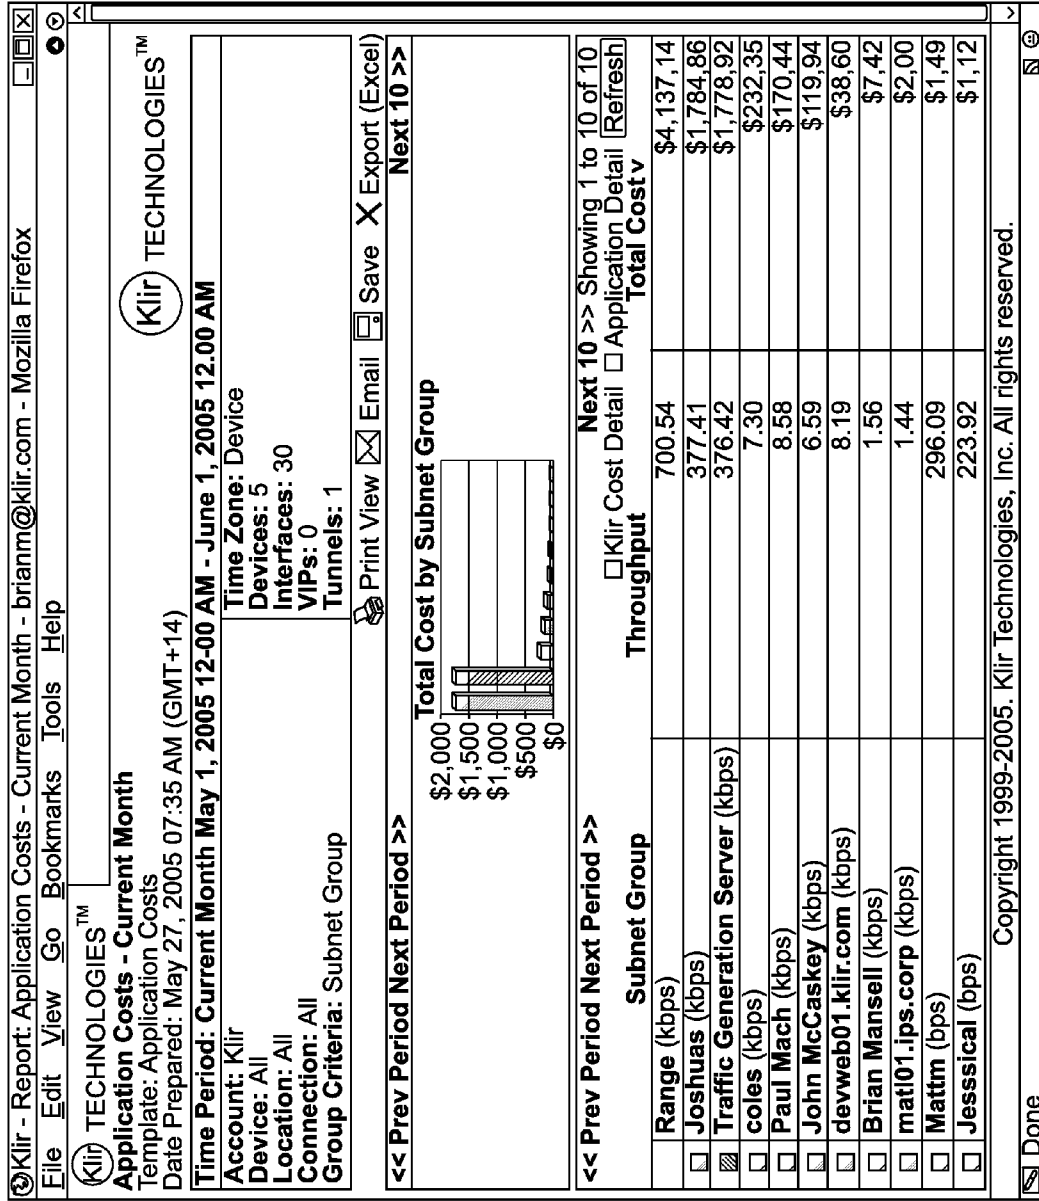 Klir - Report: Application Costs - Current Month - brianm@klir.com - Mozilla Firefox
File Edit View Go Bookmarks Tools Help
Klir TECHNOLOGIES™
Klir TECHNOLOGIES™
Application Costs - Current Month
Template: Application Costs
Date Prepared: May 27, 2005 07:35 AM (GMT+14)
Time Period: Current Month May 1, 2005 12-00 AM - June 1, 2005 12.00 AM
Account: Klir
Device: All
Location: All
Connection: All
Group Criteria: Subnet Group
Time Zone: Device
Devices: 5
Interfaces: 30
VIPs: 0
Tunnels: 1
Print View Email Save X Export (Excel)
<< Prev Period Next Period >> Next 10 >>
Total Cost by Subnet Group
$2,000
$1,500
$1,000
$500
$0
<< Prev Period Next Period >> Next 10 >> Showing 1 to 10 of 10
Klir Cost Detail Application Detail Refresh
Subnet Group Throughput Total Cost v
Range (kbps) 700.54 $4,137,14
Joshuas (kbps) 377.41 $1,784,86
Traffic Generation Server (kbps) 376.42 $1,778,92
coles (kbps) 7.30 $232,35
Paul Mach (kbps) 8.58 $170,44
John McCaskey (kbps) 6.59 $119,94
devweb01.klir.com (kbps) 8.19 $38,60
Brian Mansell (kbps) 1.56 $7,42
matl01.ips.corp (kbps) 1.44 $2,00
Mattm (bps) 296.09 $1,49
Jesssical (bps) 223.92 $1,12
Copyright 1999-2005. Klir Technologies, Inc. All rights reserved.
Done